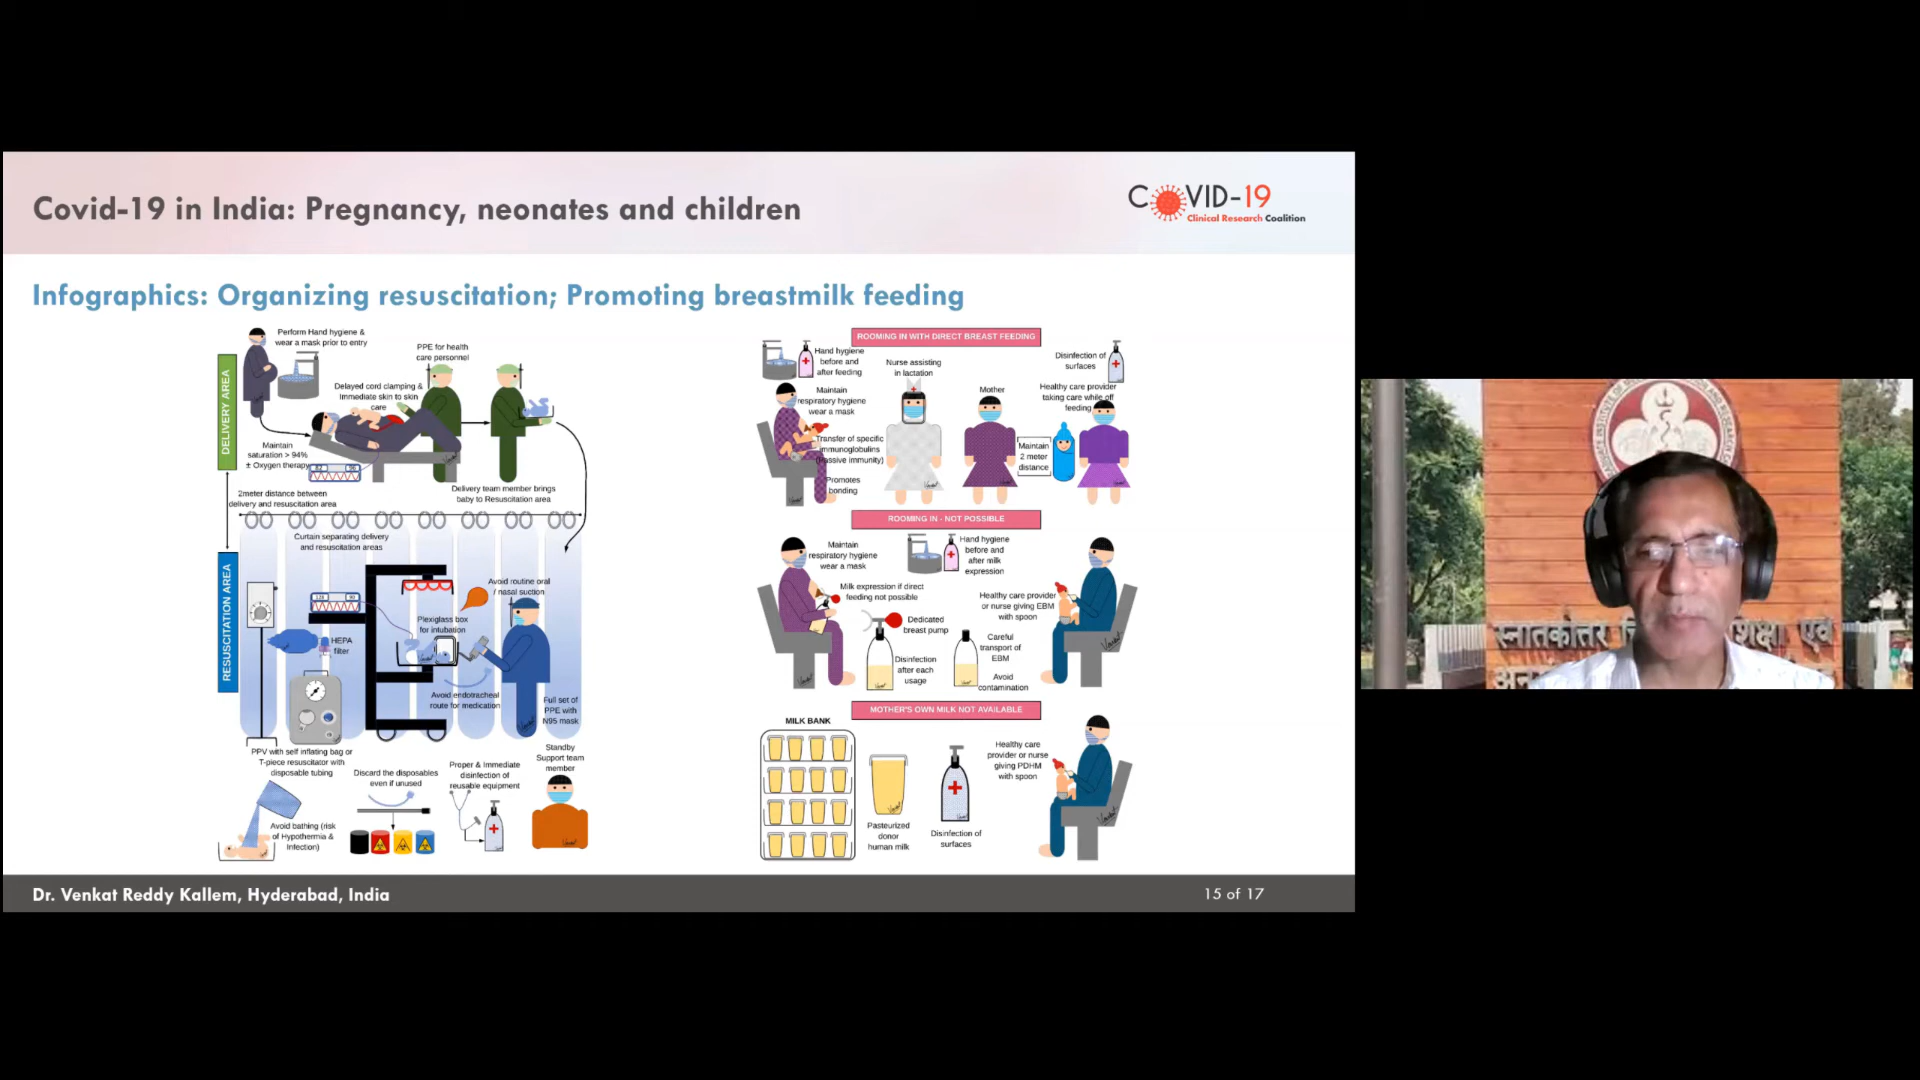 Covid-19 in India: Pregnancy, neonates and children
COVID-19
Clinical Research Coalition
Infographics: Organizing resuscitation; Promoting breastmilk feeding
DELIVERY AREA
Perform Hand hygiene &
wear a mask prior to entry
PPE for health
care personnel
Delayed cord clamping &
Immediate skin to skin
care
Maintain
saturation > 94%
± Oxygen therapy
2meter distance between
delivery and resuscitation area
Delivery team member brings
baby to Resuscitation area
Curtain separating delivery
and resuscitation areas
RESUSCITATION AREA
Avoid routine oral
/ nasal suction
Plexiglass box
for intubation
HEPA
filter
Avoid endotracheal
route for medication
Full set of
PPE with
N95 mask
PPV with self inflating bag or
T-piece resuscitator with
disposable tubing
Discard the disposables
even if unused
Proper & Immediate
disinfection of
reusable equipment
Standby
Support team
member
Avoid bathing (risk
of Hypothermia &
Infection)
ROOMING IN WITH DIRECT BREAST FEEDING
Hand hygiene
before and
after feeding
Nurse assisting
in lactation
Disinfection of
surfaces
Maintain
respiratory hygiene
wear a mask
Mother
Healthy care provider
taking care while off
feeding
Transfer of specific
immunoglobulins
(passive immunity)
Maintain
2 meter
distance
Promotes
bonding
ROOMING IN - NOT POSSIBLE
Maintain
respiratory hygiene
wear a mask
Hand hygiene
before and
after milk
expression
Milk expression if direct
feeding not possible
Healthy care provider
or nurse giving EBM
with spoon
Dedicated
breast pump
Careful
transport of
EBM
Disinfection
after each
usage
Avoid
contamination
MOTHER'S OWN MILK NOT AVAILABLE
MILK BANK
Healthy care
provider or nurse
giving PDHM
with spoon
Pasteurized
donor
human milk
Disinfection of
surfaces
Dr. Venkat Reddy Kallem, Hyderabad, India
15 of 17
स्नातकोत्तर चि शिक्षा एवं